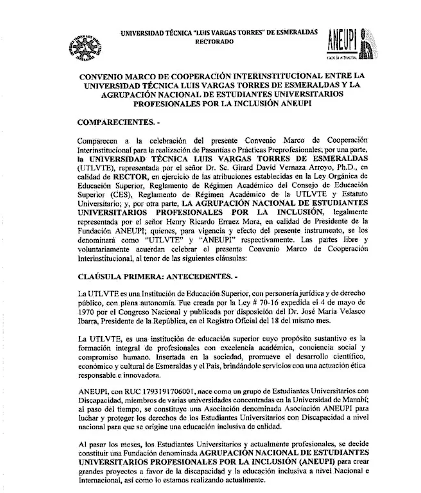 UNIVERSIDAD TÉCNICA "LUIS VARGAS TORRES" DE ESMERALDAS
RECTORADO
ANEUPI
CONVENIO MARCO DE COOPERACIÓN INTERINSTITUCIONAL ENTRE LA
UNIVERSIDAD TÉCNICA LUIS VARGAS TORRES DE ESMERALDAS Y LA
AGRUPACIÓN NACIONAL DE ESTUDIANTES UNIVERSITARIOS
PROFESIONALES POR LA INCLUSIÓN ANEUPI
COMPARECIENTES. -
Comparecen a la celebración del presente Convenio Marco de Cooperación
Interinstitucional para la realización de Pasantías o Prácticas Preprofesionales; por una parte,
la UNIVERSIDAD TÉCNICA LUIS VARGAS TORRES DE ESMERALDAS
(UTLVTE), representada por el señor Dr. Sc. Girard David Vernaza Arroyo, Ph.D., en
calidad de RECTOR, en ejercicio de las atribuciones establecidas en la Ley Orgánica de
Educación Superior, Reglamento de Régimen Académico del Consejo de Educación
Superior (CES), Reglamento de Régimen Académico de la UTLVTE y Estatuto
Universitario; y, por otra parte, LA AGRUPACIÓN NACIONAL DE ESTUDIANTES
UNIVERSITARIOS PROFESIONALES POR LA INCLUSIÓN, legalmente
representada por el señor Henry Ricardo Erraez Mora, en calidad de Presidente de la
Fundación ANEUPI; quienes, para vigencia y efecto del presente instrumento, se los
denominará como "UTLVTE" y "ANEUPI" respectivamente. Las partes libre y
voluntariamente acuerdan celebrar el presente Convenio Marco de Cooperación
Interinstitucional, al tenor de las siguientes cláusulas:
CLAÚSULA PRIMERA: ANTECEDENTES. -
La UTLVTE es una Institución de Educación Superior, con personería jurídica y de derecho
público, con plena autonomía. Fue creada por la Ley # 70-16 expedida el 4 de mayo de
1970 por el Congreso Nacional y publicada por disposición del Dr. José María Velasco
Ibarra, Presidente de la República, en el Registro Oficial del 18 del mismo mes.
La UTLVTE, es una institución de educación superior cuyo propósito sustantivo es la
formación integral de profesionales con excelencia académica, conciencia social y
compromiso humano. Insertada en la sociedad, promueve el desarrollo científico,
económico y cultural de Esmeraldas y el País, brindándole servicios con una actuación ética
responsable e innovadora.
ANEUPI, con RUC 1793191706001, nace como un grupo de Estudiantes Universitarios con
Discapacidad, miembros de varias universidades concentradas en la Universidad de Manabí;
al paso del tiempo, se constituye una Asociación denominada Asociación ANEUPI para
luchar y proteger los derechos de los Estudiantes Universitarios con Discapacidad a nivel
nacional para que se origine una educación inclusiva de calidad.
Al pasar los meses, los Estudiantes Universitarios y actualmente profesionales, se decide
constituir una Fundación denominada AGRUPACIÓN NACIONAL DE ESTUDIANTES
UNIVERSITARIOS PROFESIONALES POR LA INCLUSIÓN (ANEUPI) para crear
grandes proyectos a favor de la discapacidad y la educación inclusiva a nivel Nacional e
Internacional, así como lo estamos realizando actualmente.